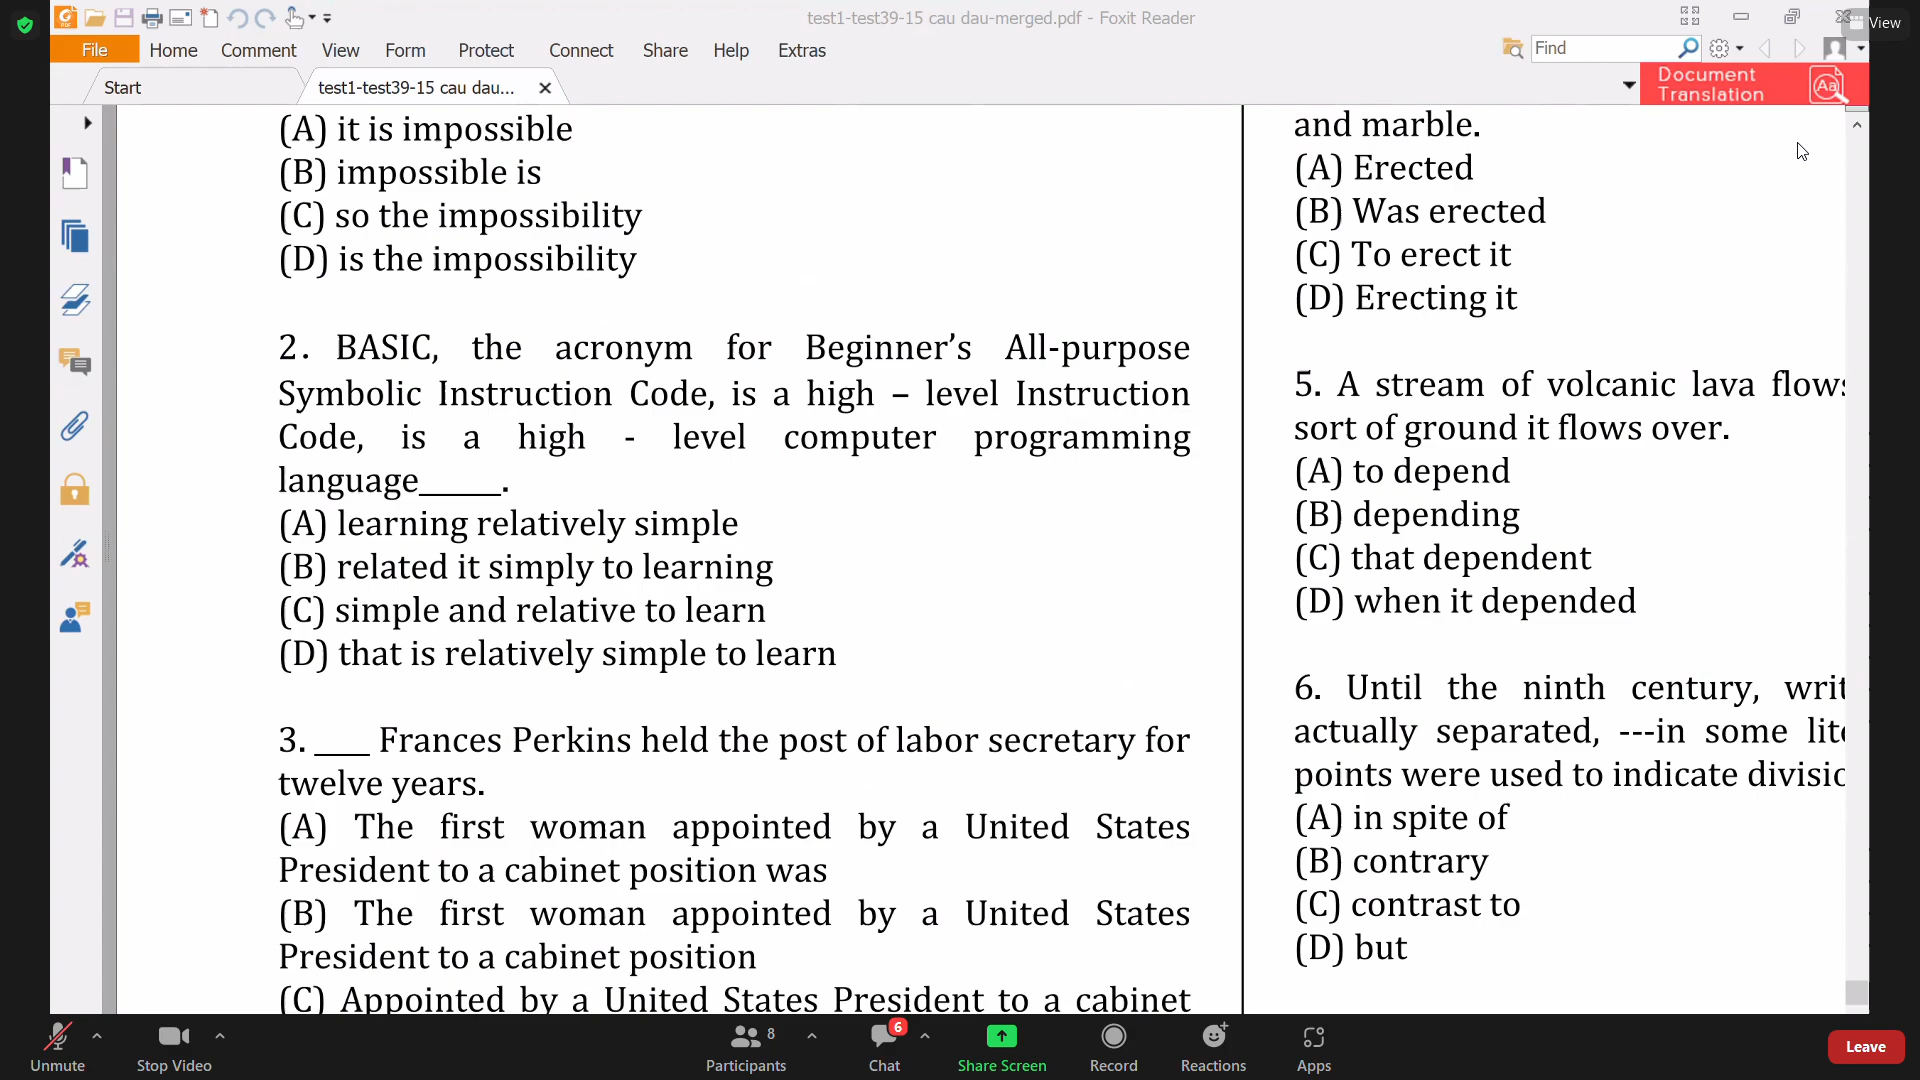 test1-test39-15 cau dau-merged.pdf - Foxit Reader
View
File
Home
Comment
View
Form
Protect
Connect
Share
Help
Extras
Find
Start
test1-test39-15 cau dau...
Document
Translation
(A) it is impossible
(B) impossible is
(C) so the impossibility
(D) is the impossibility
2. BASIC, the acronym for Beginner’s All-purpose
Symbolic Instruction Code, is a high – level Instruction
Code, is a high - level computer programming
language_____.
(A) learning relatively simple
(B) related it simply to learning
(C) simple and relative to learn
(D) that is relatively simple to learn
3. ____ Frances Perkins held the post of labor secretary for
twelve years.
(A) The first woman appointed by a United States
President to a cabinet position was
(B) The first woman appointed by a United States
President to a cabinet position
(C) Appointed by a United States President to a cabinet
and marble.
(A) Erected
(B) Was erected
(C) To erect it
(D) Erecting it
5. A stream of volcanic lava flows
sort of ground it flows over.
(A) to depend
(B) depending
(C) that dependent
(D) when it depended
6. Until the ninth century, writ
actually separated, ---in some lite
points were used to indicate divisio
(A) in spite of
(B) contrary
(C) contrast to
(D) but
Unmute
Stop Video
8
Participants
6
Chat
Share Screen
Record
Reactions
Apps
Leave